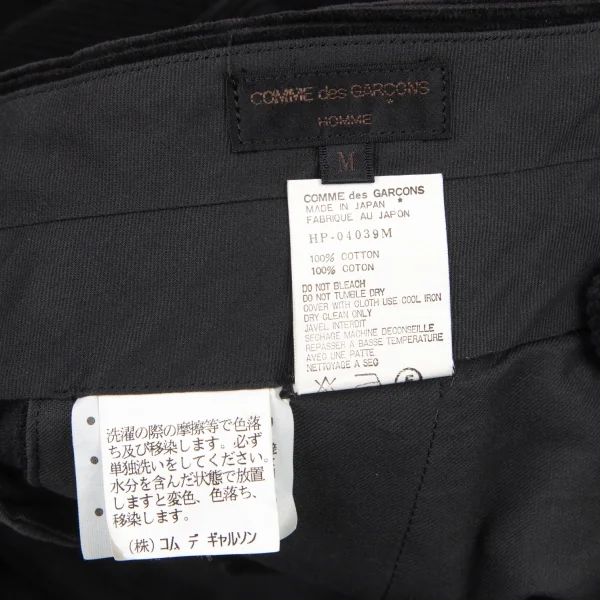 COMME des GARÇONS
HOMME
M
COMME des GARÇONS
MADE IN JAPAN
FABRIQUE AU JAPON
HP-04039M
100% COTTON
100% COTON
DO NOT BLEACH
DO NOT TUMBLE DRY
COVER WITH CLOTH USE COOL IRON
DRY CLEAN ONLY
JAVEL INTERDIT
SECHAGE MACHINE DECONSEILLE
REPASSER A BASSE TEMPERATURE
AVEC UNE PATTE
NETTOYAGE A SEC
洗濯の際の摩擦等で色落
ち及び移染します。必ず
単独洗いをしてください。
水分を含んだ状態で放置
しますと変色、色落ち、
移染します。
(株) コム デ ギャルソン